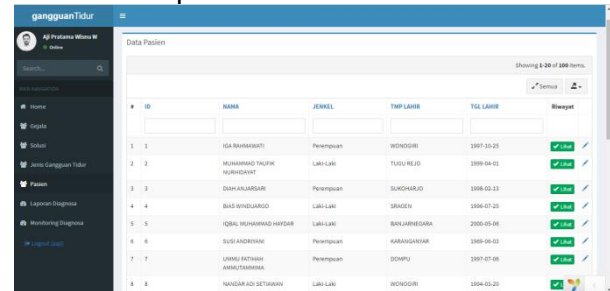 gangguanTidur
Aji Pratama Wisnu W
Online
Search...
MAIN NAVIGATION
Home
Gejala
Solusi
Jenis Gangguan Tidur
Pasien
Laporan Diagnosa
Monitoring Diagnosa
Data Pasien
Showing 1-20 of 100 items.
Semua
# ID NAMA JENKEL TMP LAHIR TGL LAHIR Riwayat
1 1 IGA RAHMAWATI Perempuan WONOGIRI 1997-10-25 Lihat
2 2 MUHAMMAD TAUFIK NURHIDAYAT Laki-Laki TUGU REJO 1999-04-01 Lihat
3 3 DIAH ANJARSARI Perempuan SUKOHARJO 1998-02-13 Lihat
4 4 BIAS WINDUARGO Laki-Laki SRAGEN 1996-07-25 Lihat
5 5 IQBAL MUHAMMAD HAYDAR Laki-Laki BANJARNEGARA 2000-05-06 Lihat
6 6 SUSI ANDRIYANI Perempuan KARANGANYAR 1989-06-03 Lihat
7 7 UMMU FATIHAH Perempuan DOMPU 1997-07-06 Lihat
8 8 NANDAR ADI SETIAWAN Laki-Laki WONOGIRI 1994-01-20